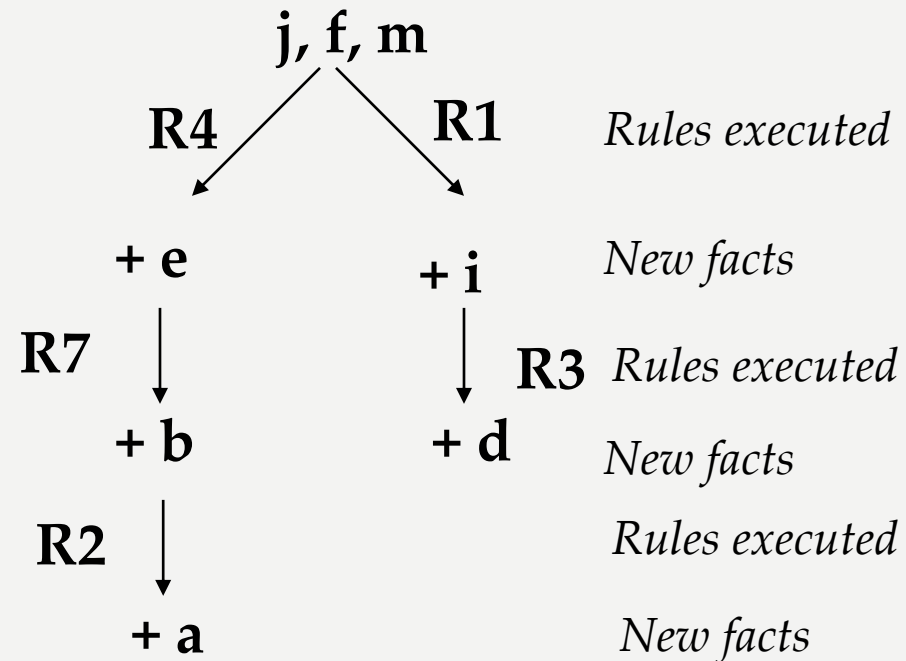 j, f, m
R4 R1 Rules executed
+ e + i New facts
R7 R3 Rules executed
+ b + d New facts
R2 Rules executed
+ a New facts